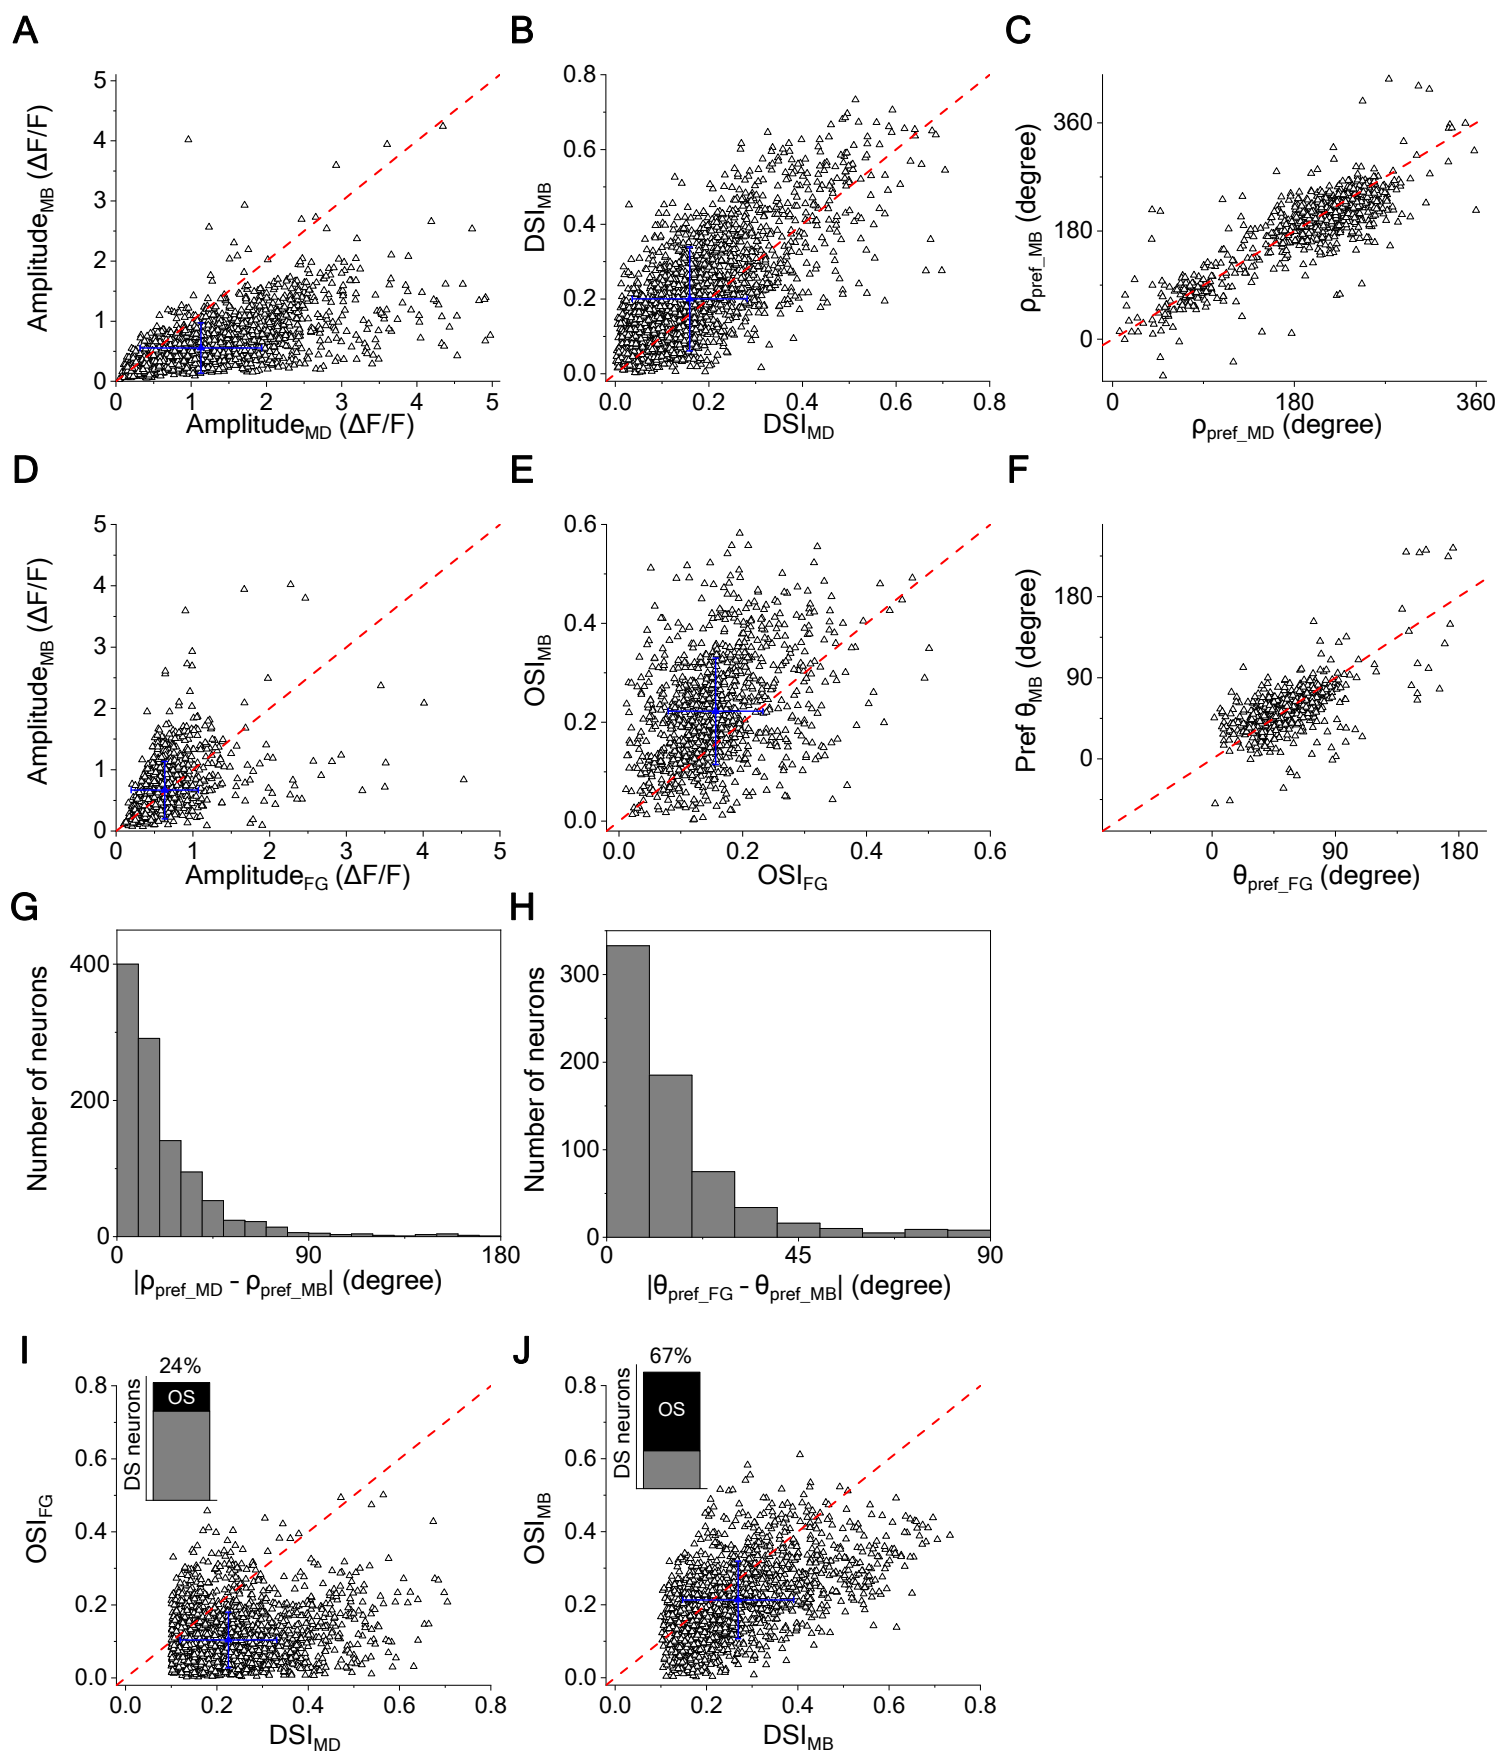 A
Amplitude_MB (ΔF/F)
5
4
3
2
1
0
0 1 2 3 4 5
Amplitude_MD (ΔF/F)
B
DSI_MB
0.8
0.6
0.4
0.2
0.0
0.0 0.2 0.4 0.6 0.8
DSI_MD
C
ρ_pref_MB (degree)
360
180
0
0 180 360
ρ_pref_MD (degree)
D
Amplitude_MB (ΔF/F)
5
4
3
2
1
0
0 1 2 3 4 5
Amplitude_FG (ΔF/F)
E
OSI_MB
0.6
0.4
0.2
0.0
0.0 0.2 0.4 0.6
OSI_FG
F
Pref θ_MB (degree)
180
90
0
0 90 180
θ_pref_FG (degree)
G
Number of neurons
400
200
0
0 90 180
|ρ_pref_MD - ρ_pref_MB| (degree)
H
Number of neurons
300
200
100
0
0 45 90
|θ_pref_FG - θ_pref_MB| (degree)
I
24%
OS
DS neurons
OSI_FG
0.8
0.6
0.4
0.2
0.0
0.0 0.2 0.4 0.6 0.8
DSI_MD
J
67%
OS
DS neurons
OSI_MB
0.8
0.6
0.4
0.2
0.0
0.0 0.2 0.4 0.6 0.8
DSI_MB